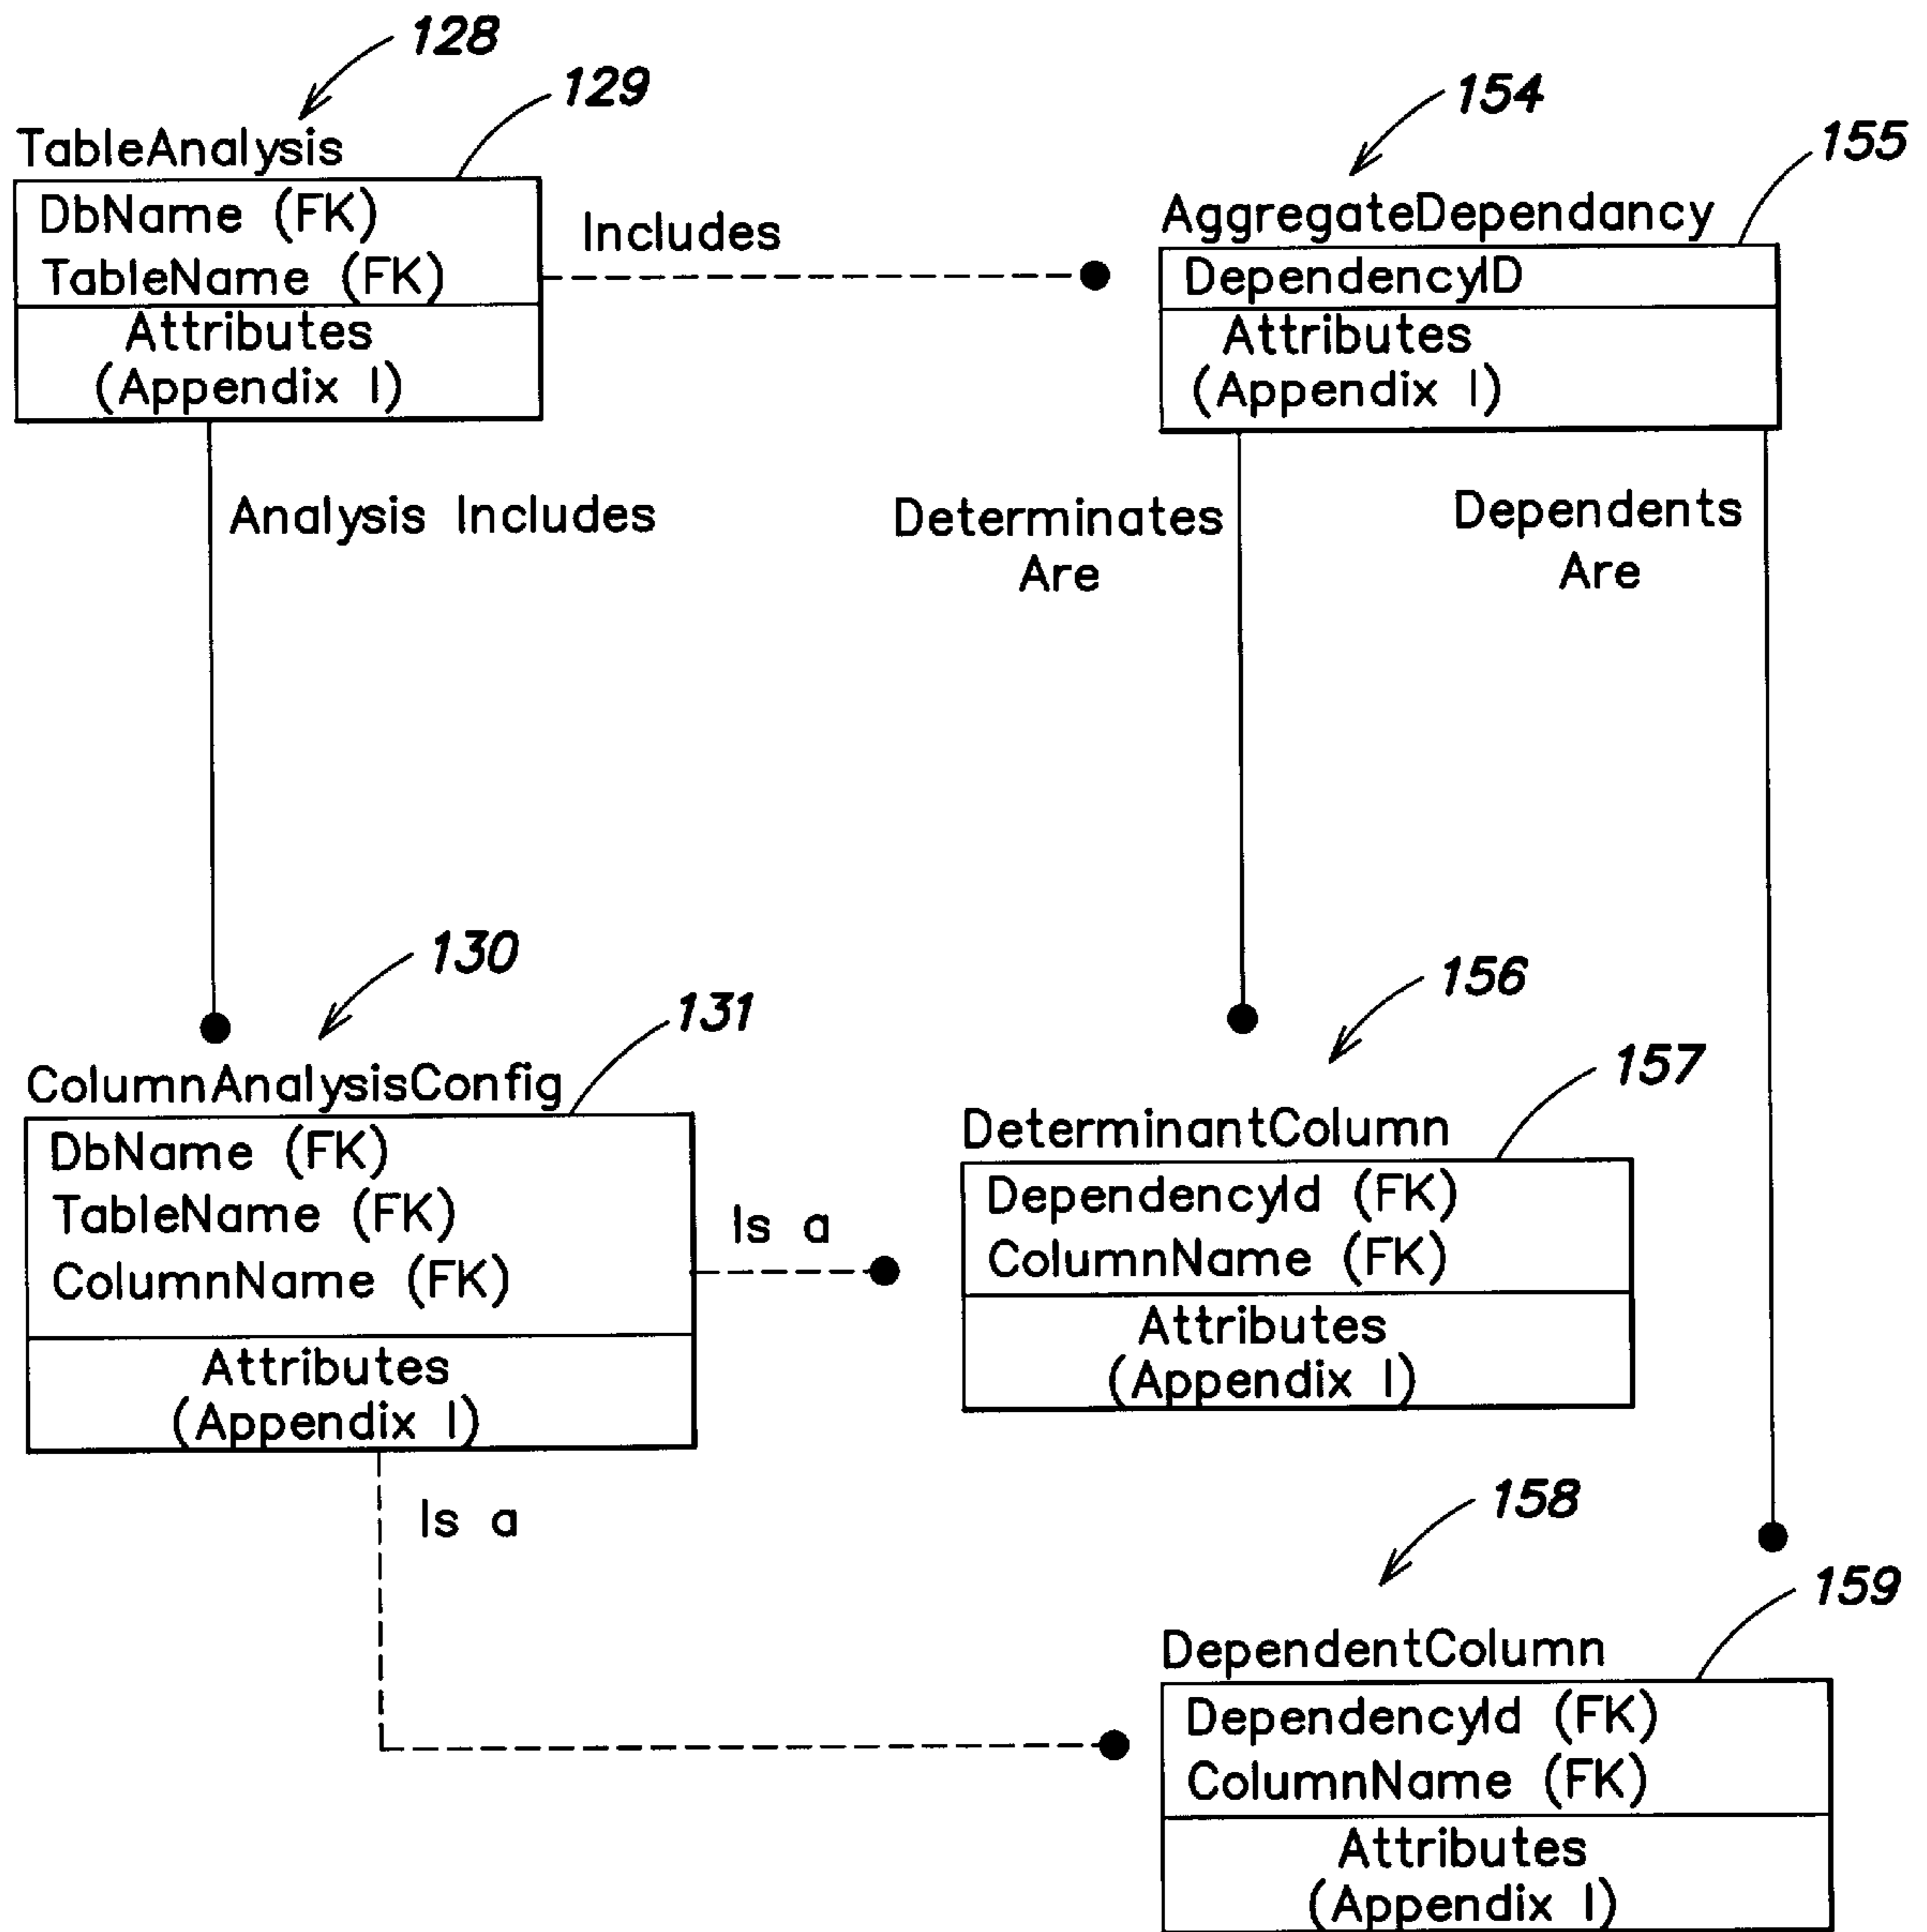 128
129
TableAnalysis
DbName (FK)
TableName (FK)
Attributes
(Appendix I)
Includes
154
155
AggregateDependancy
DependencyID
Attributes
(Appendix I)
Analysis Includes
Determinates
Are
Dependents
Are
130
131
ColumnAnalysisConfig
DbName (FK)
TableName (FK)
ColumnName (FK)
Attributes
(Appendix I)
Is a
156
157
DeterminantColumn
DependencyId (FK)
ColumnName (FK)
Attributes
(Appendix I)
Is a
158
159
DependentColumn
DependencyId (FK)
ColumnName (FK)
Attributes
(Appendix I)